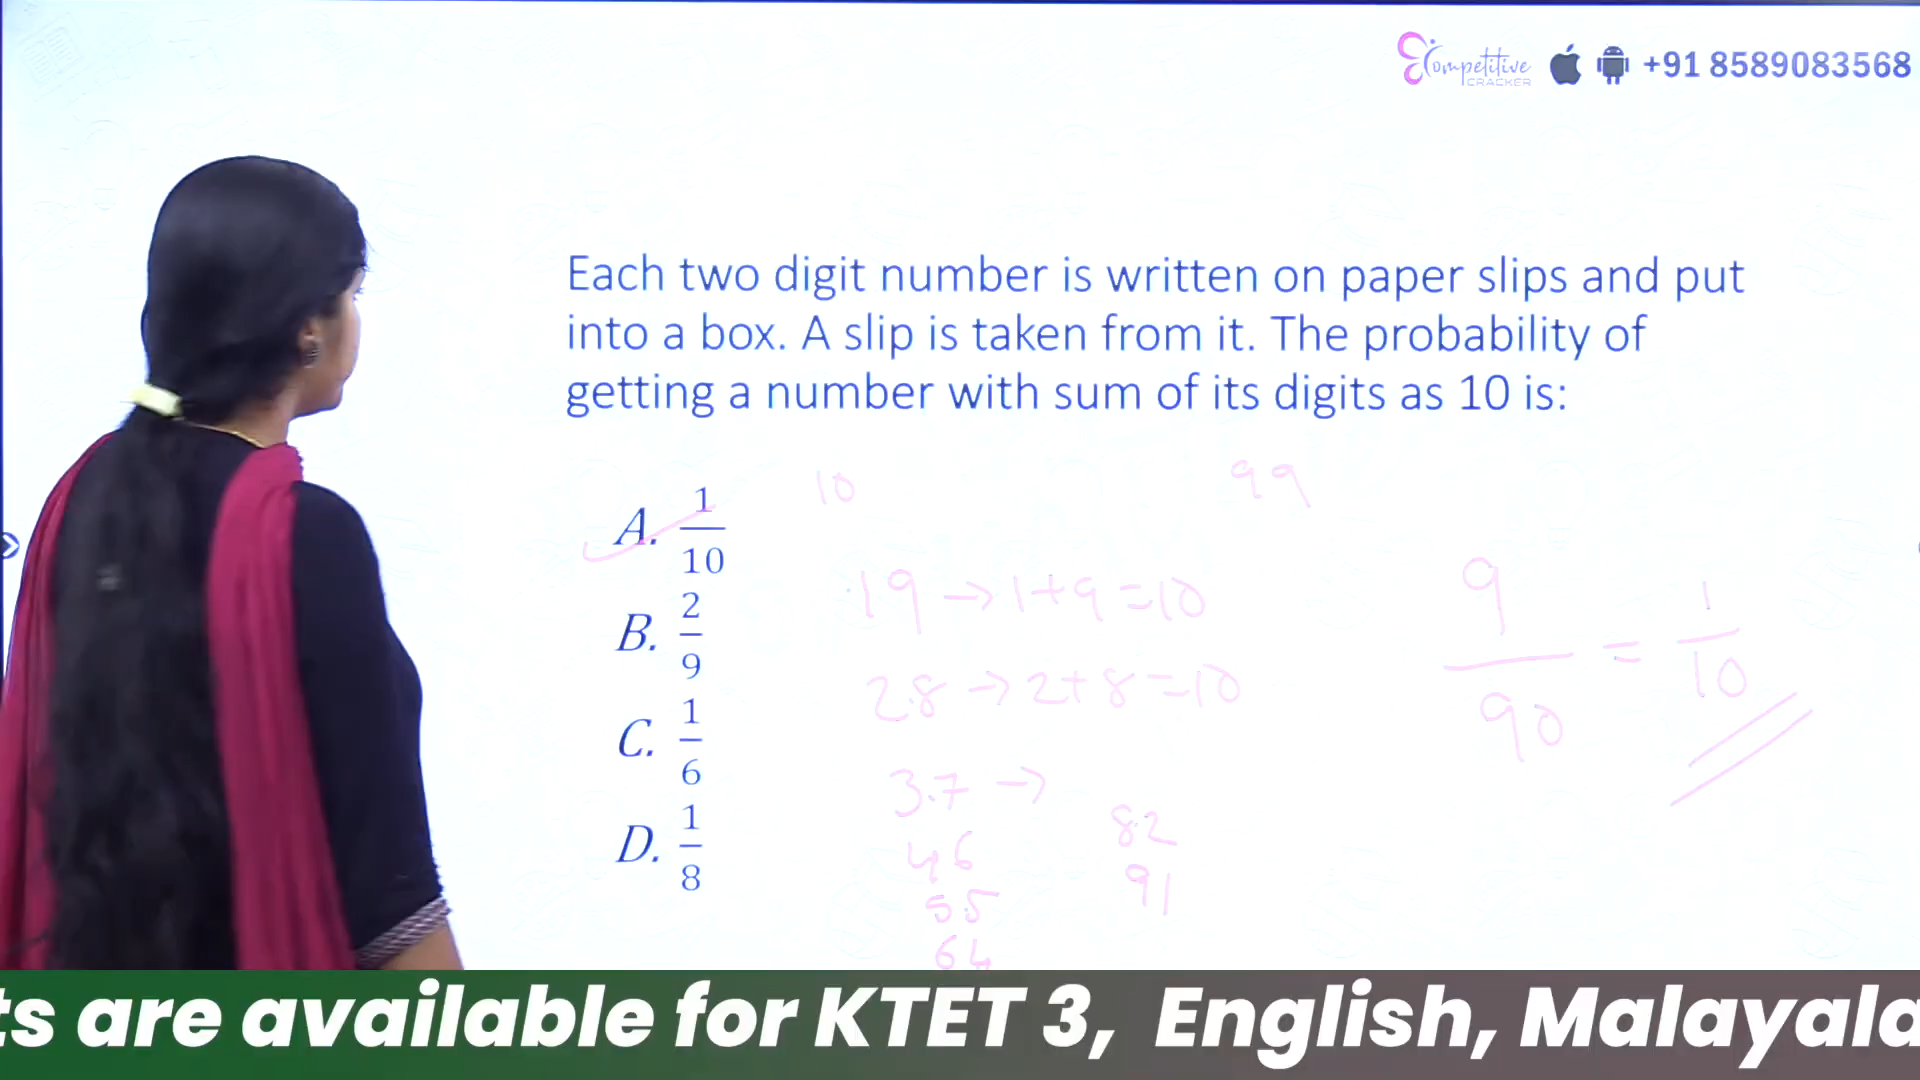 Competitive CRACKER +91 8589083568
Each two digit number is written on paper slips and put
into a box. A slip is taken from it. The probability of
getting a number with sum of its digits as 10 is:
A. 1/10
B. 2/9
C. 1/6
D. 1/8
10 99
19 → 1+9=10
28 → 2+8=10
3.7 →
46
55
64
82
91
9/90 = 1/10
ts are available for KTET 3, English, Malayala